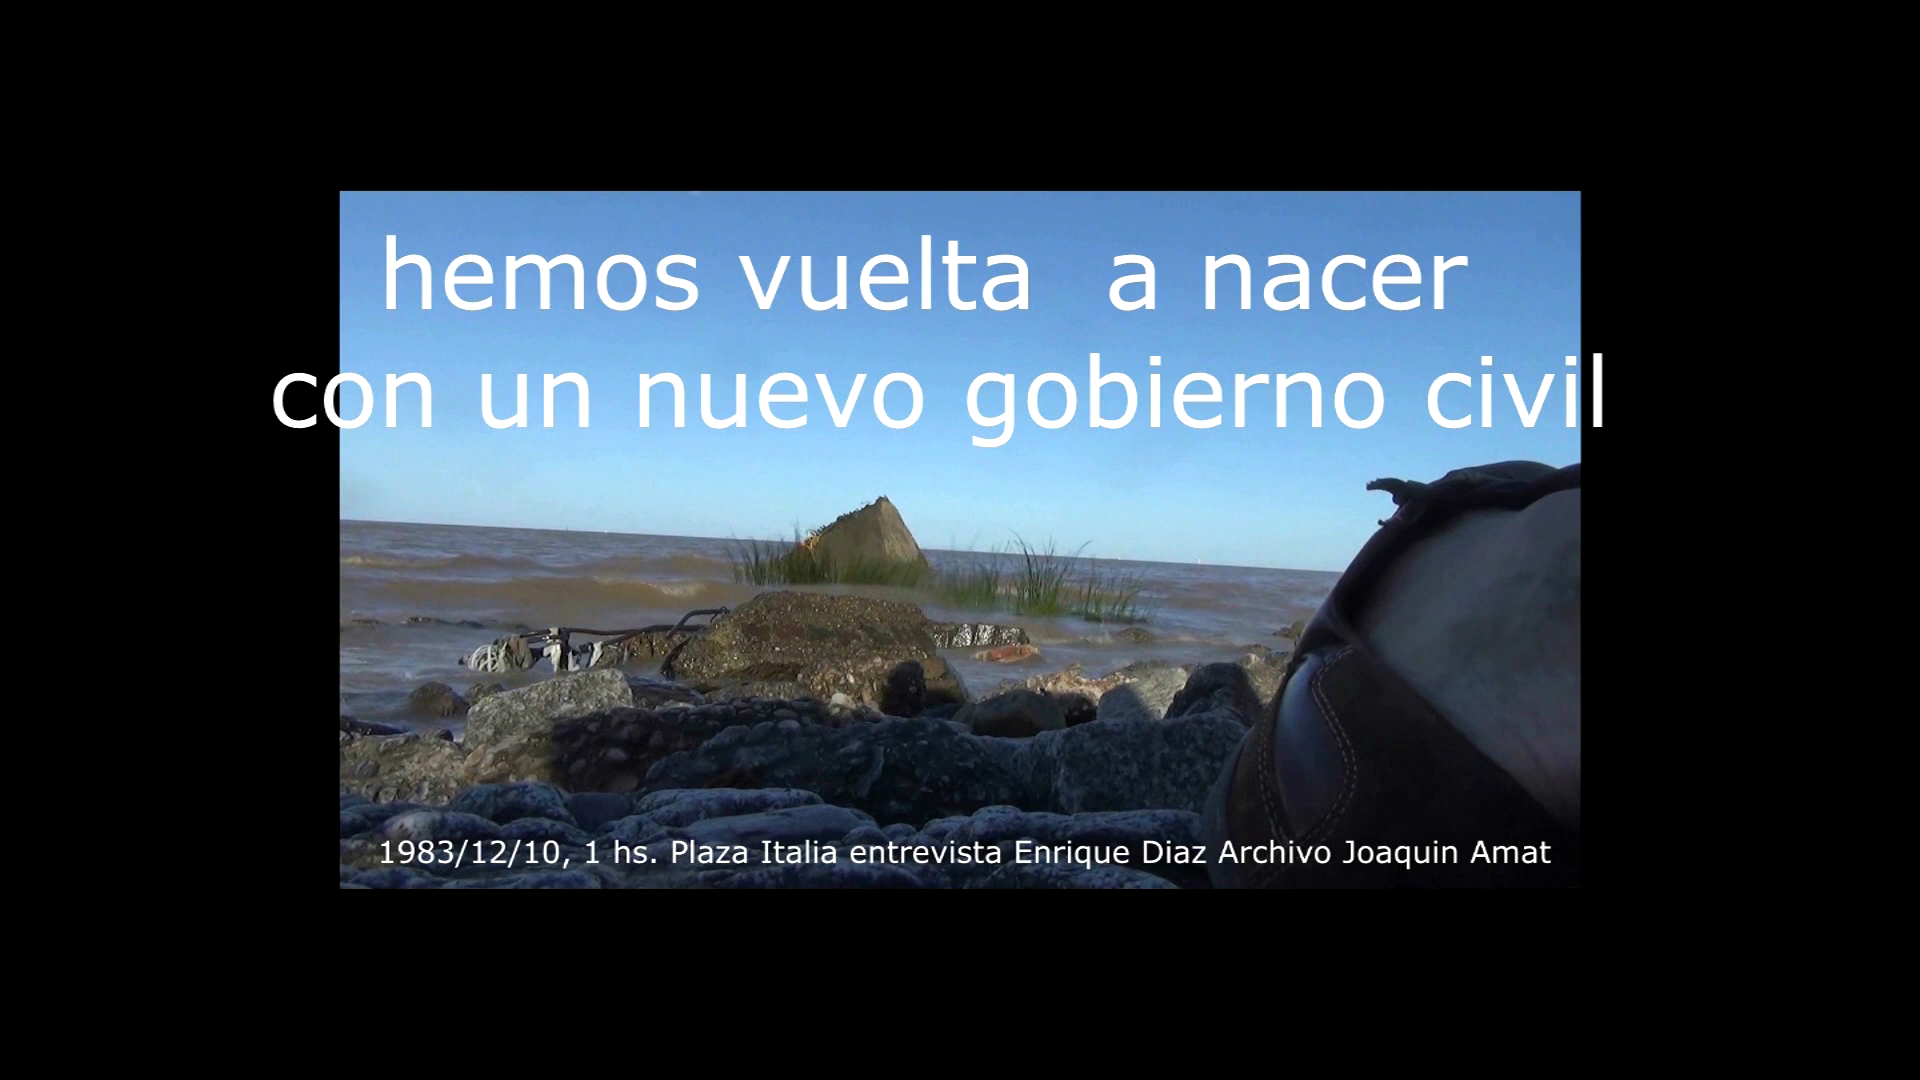 hemos vuelta  a nacer
con un nuevo gobierno civil
1983/12/10, 1 hs. Plaza Italia entrevista Enrique Diaz Archivo Joaquin Amat